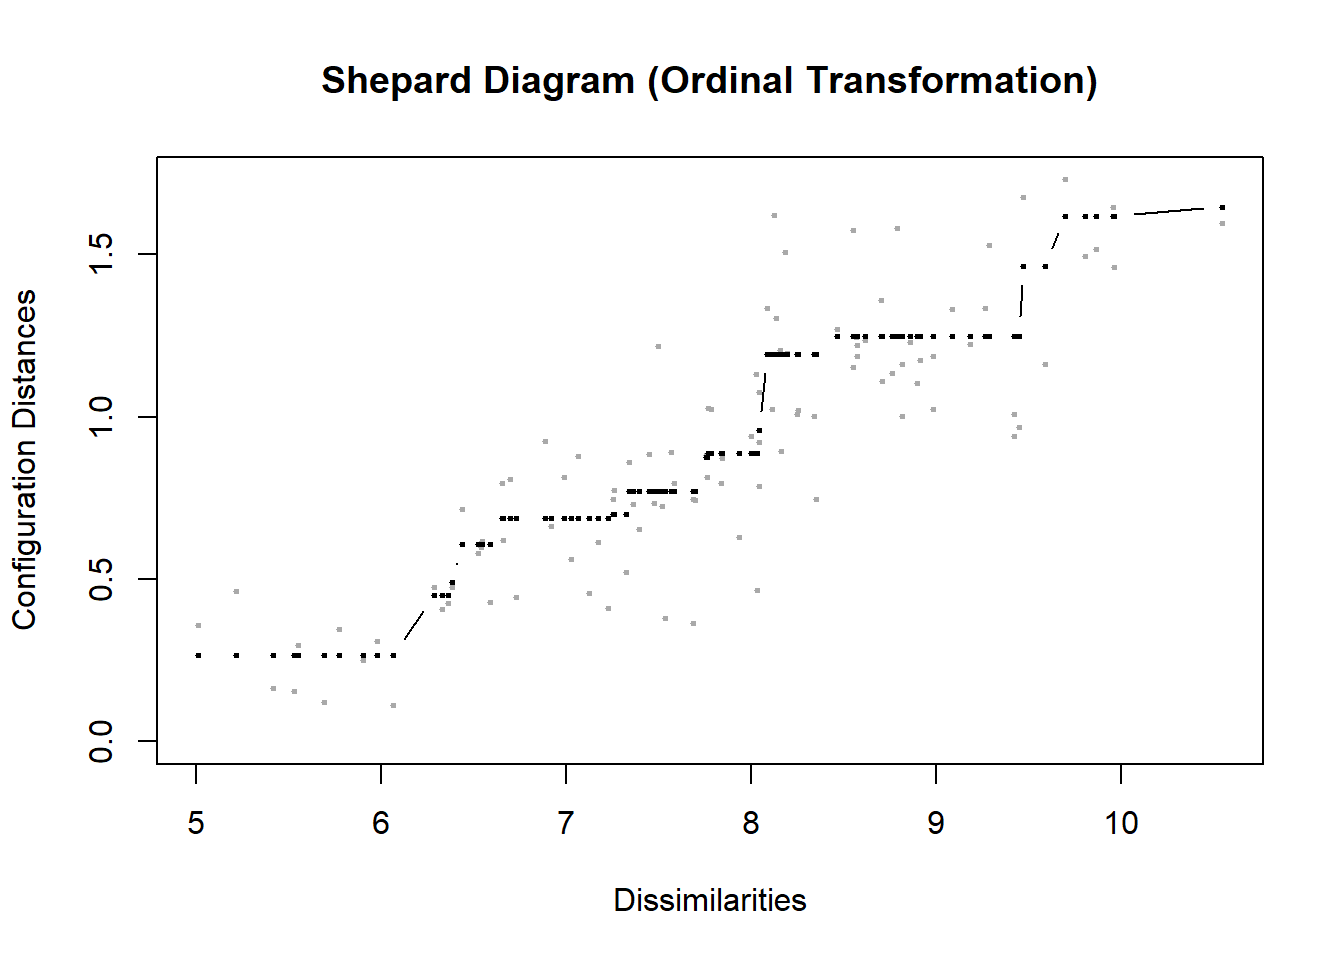 Shepard Diagram (Ordinal Transformation)
Configuration Distances
1.5
1.0
0.5
0.0
5 6 7 8 9 10
Dissimilarities